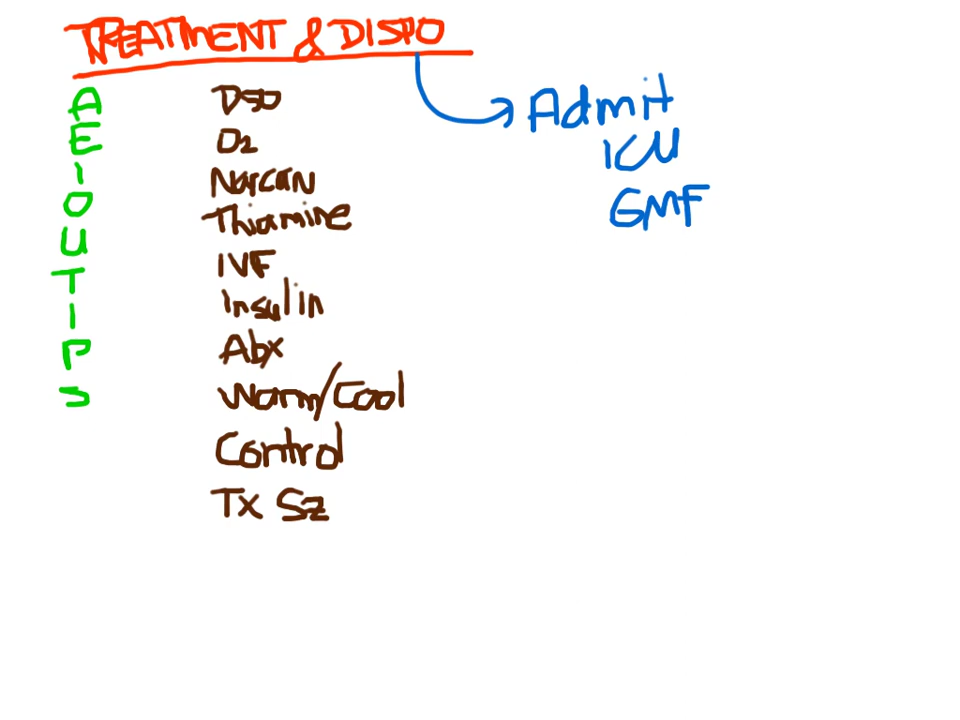 TREATMENT & DISPO
A
E
I
O
U
T
I
P
S
D50
O2
Narcan
Thiamine
IVF
Insulin
Abx
Warm/Cool
Control
Tx Sz
Admit
ICU
GMF